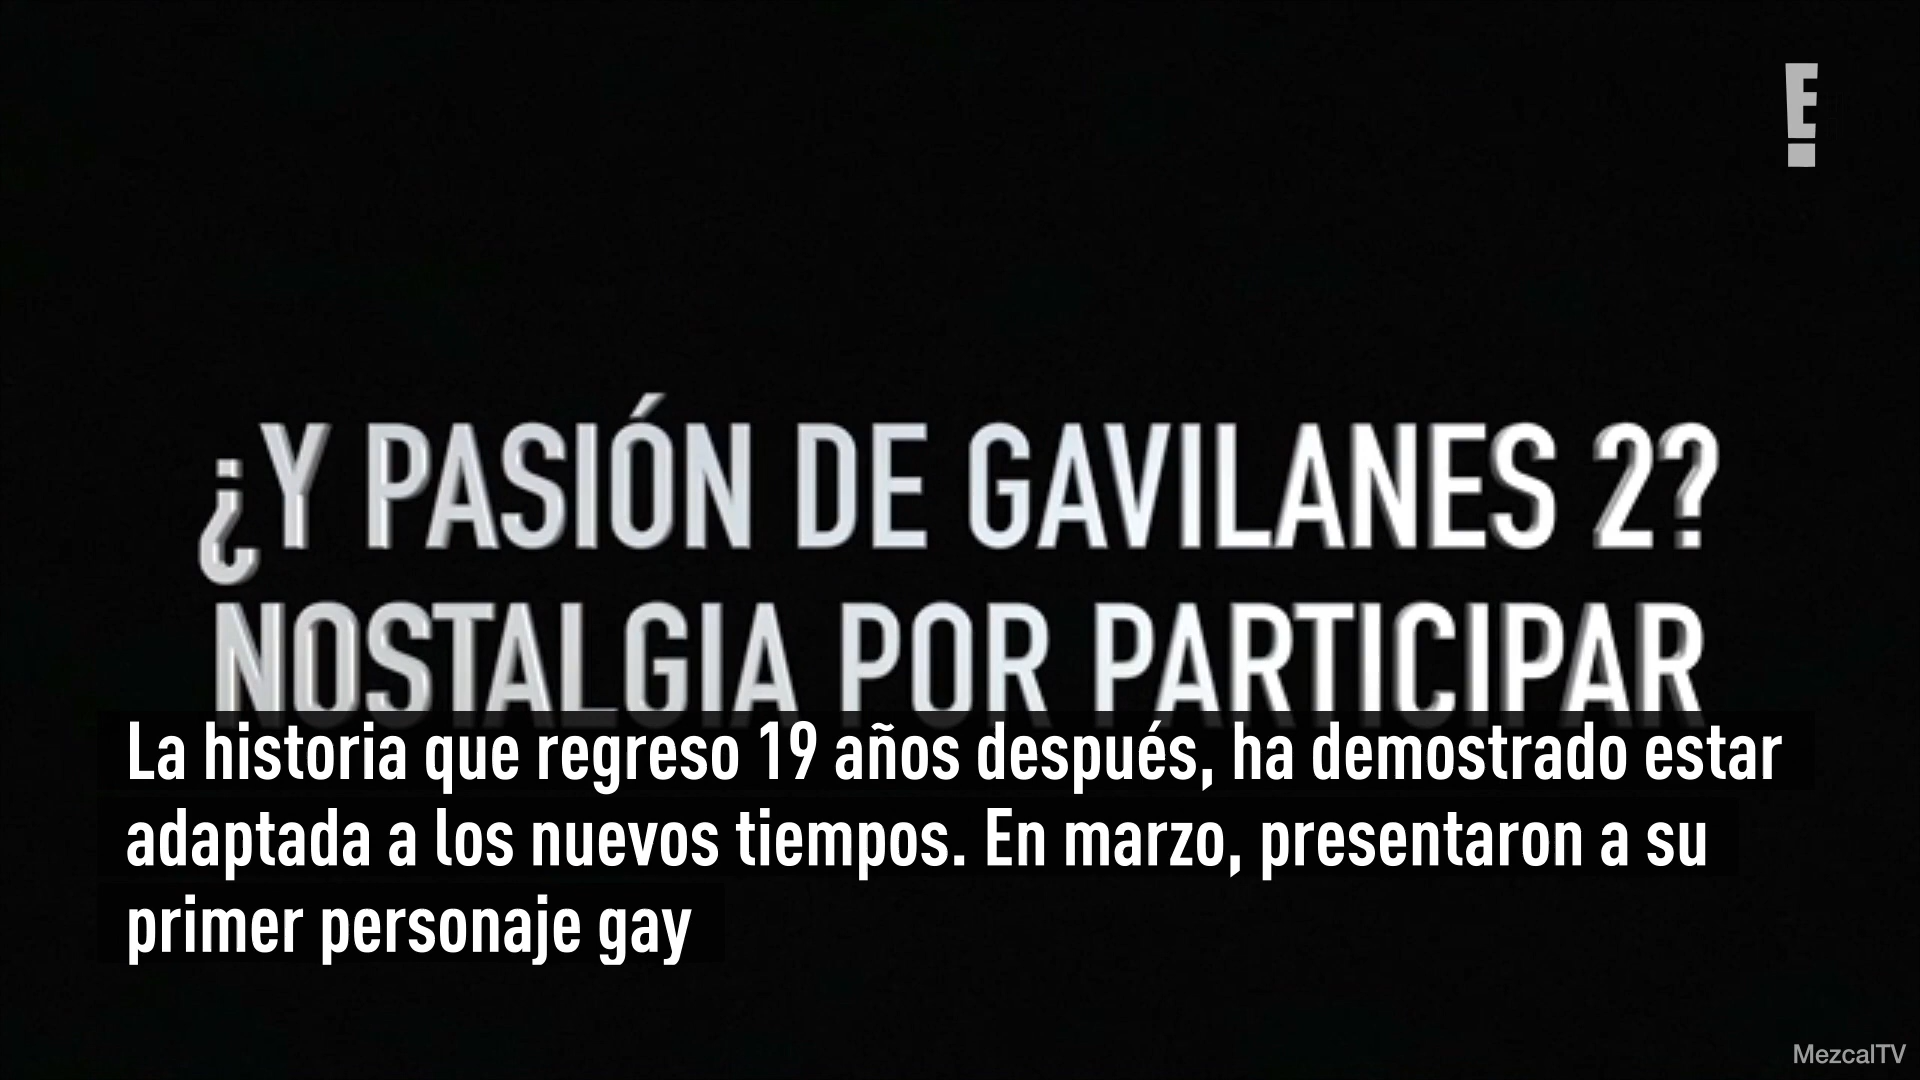 E!
¿Y PASIÓN DE GAVILANES 2?
NOSTALGIA POR PARTICIPAR
La historia que regreso 19 años después, ha demostrado estar
adaptada a los nuevos tiempos. En marzo, presentaron a su
primer personaje gay
MezcalTV